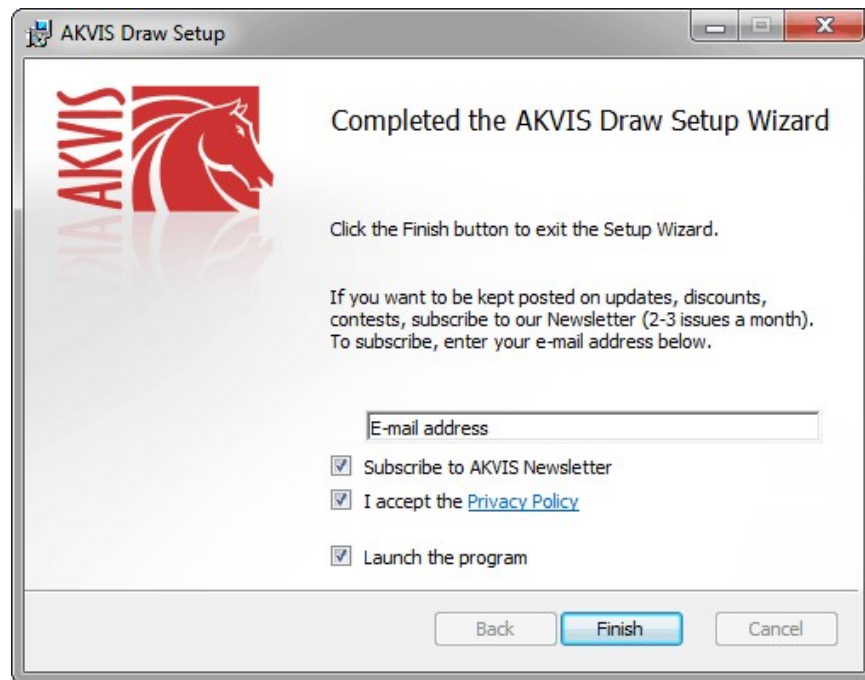 AKVIS Draw Setup
AKVIS
Completed the AKVIS Draw Setup Wizard
Click the Finish button to exit the Setup Wizard.
If you want to be kept posted on updates, discounts,
contests, subscribe to our Newsletter (2-3 issues a month).
To subscribe, enter your e-mail address below.
E-mail address
Subscribe to AKVIS Newsletter
I accept the Privacy Policy
Launch the program
Back
Finish
Cancel